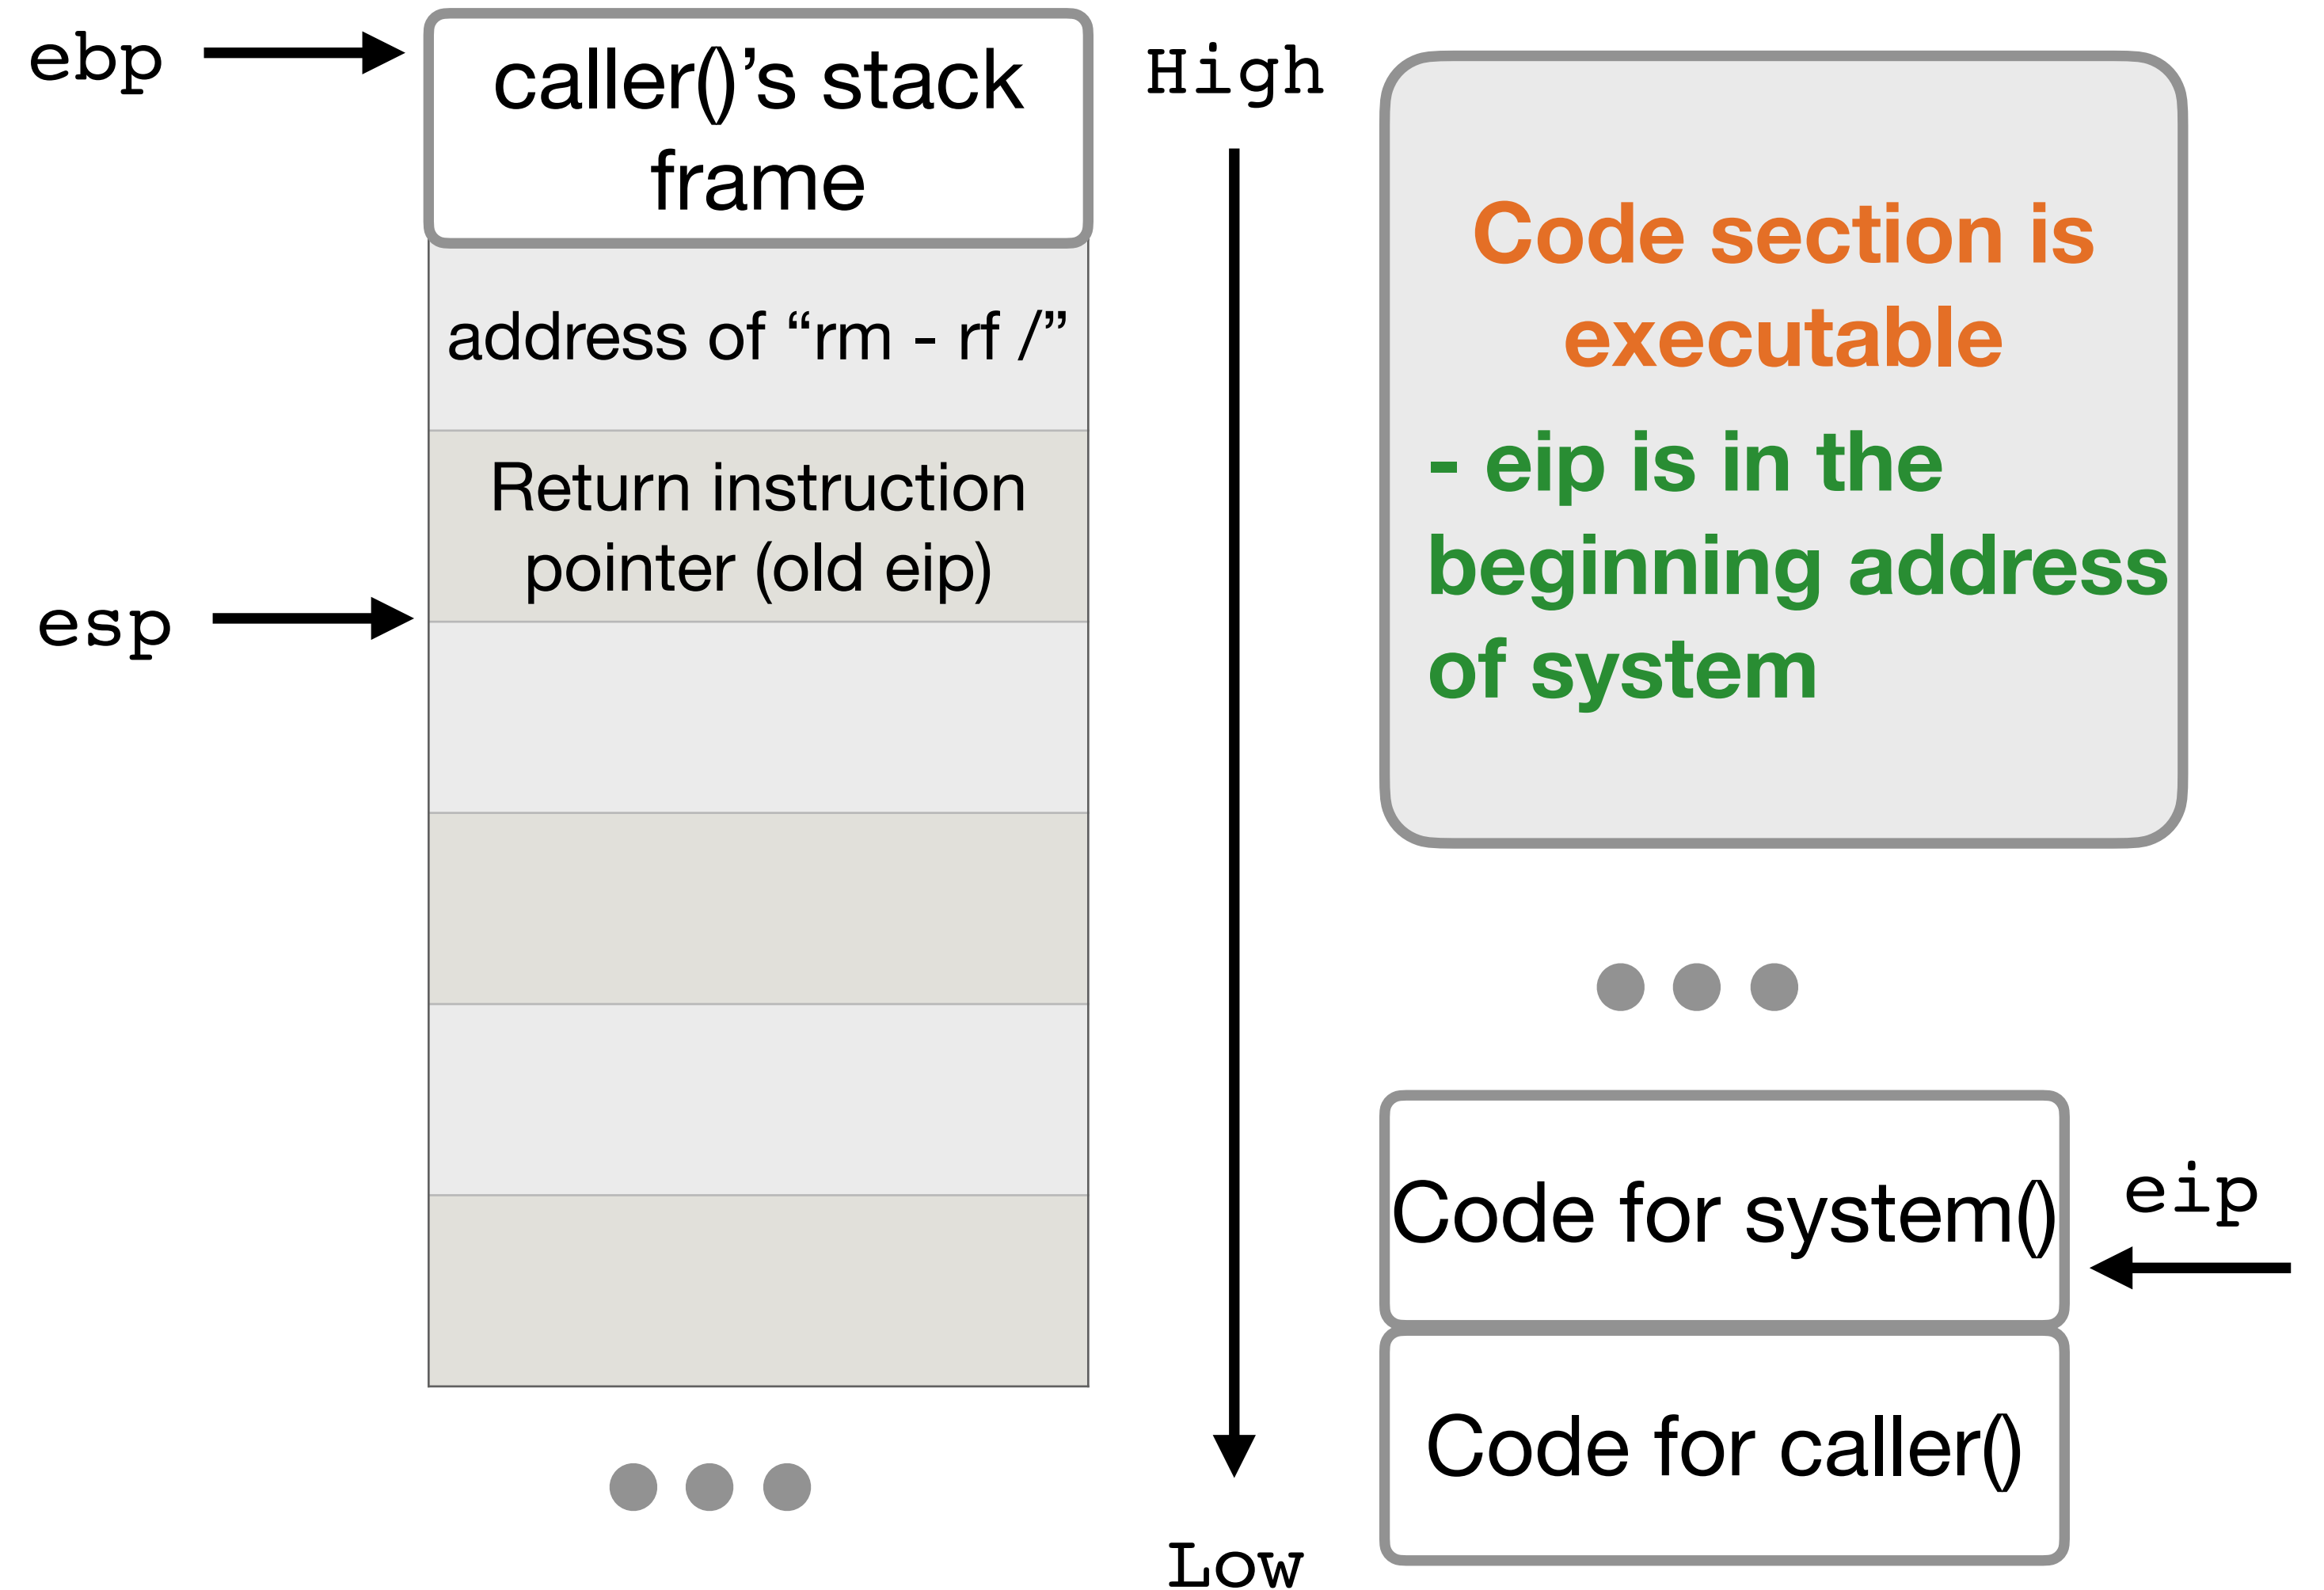 ebp
caller()’s stack
frame
address of “rm - rf /”
Return instruction
pointer (old eip)
esp
High
Low
Code section is
executable
- eip is in the
beginning address
of system
Code for system()
eip
Code for caller()